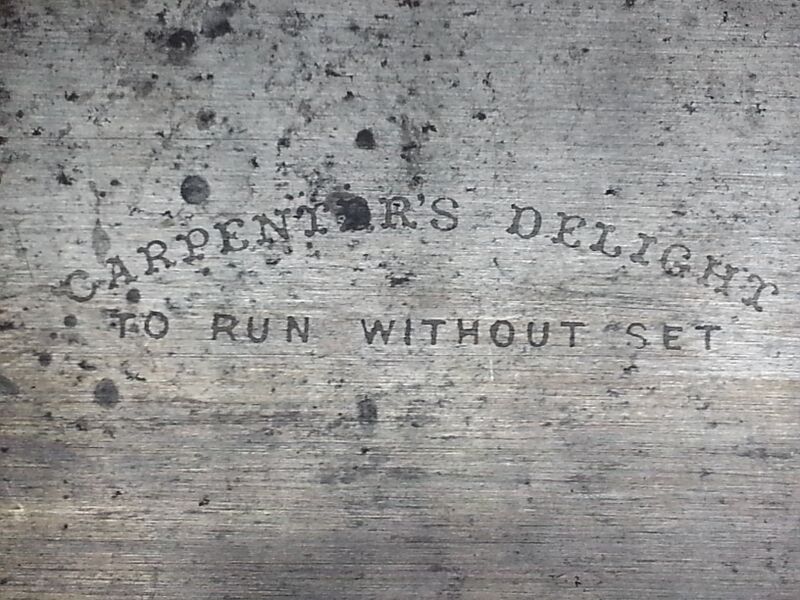 CARPENTER'S DELIGHT
TO RUN WITHOUT SET